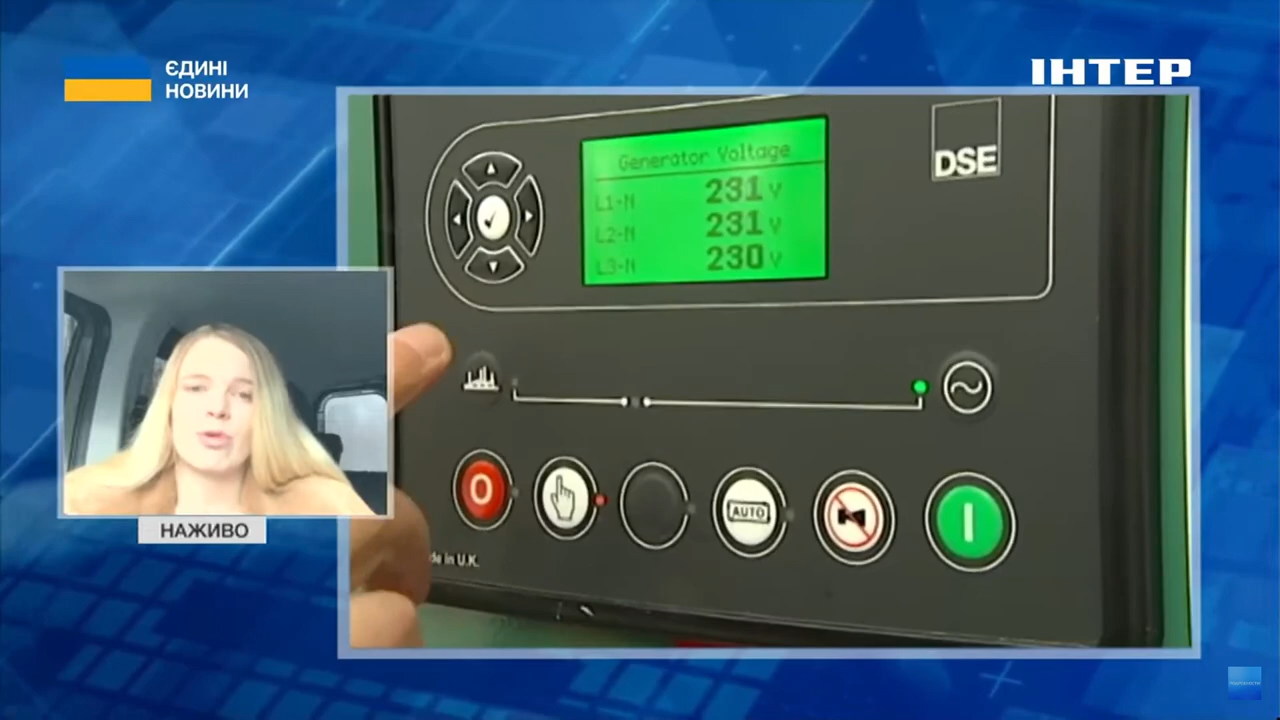 ЄДИНІ
НОВИНИ
ІНТЕР
DSE
Generator Voltage
L1-N 231 V
L2-N 231 V
L3-N 230 V
НАЖИВО
O
AUTO
I
de in U.K.